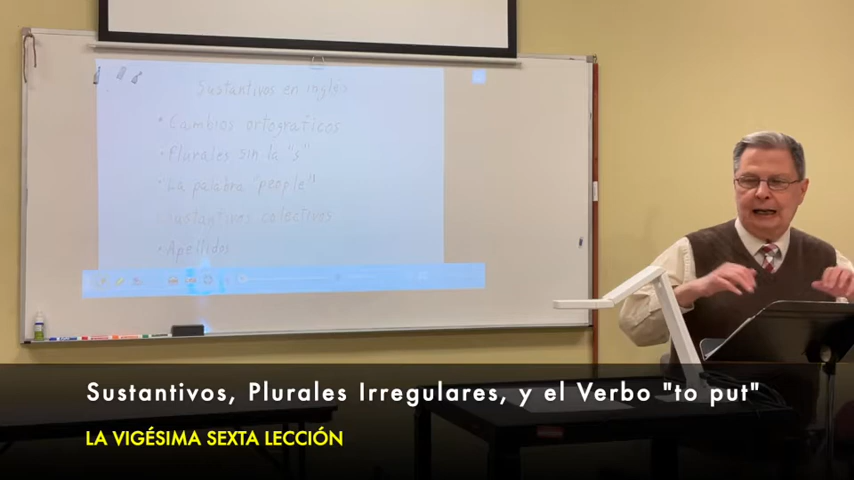 Sustantivos en inglés
• Cambios ortográficos
• Plurales sin la "s"
• La palabra "people"
Sustantivos colectivos
• Apellidos
Sustantivos, Plurales Irregulares, y el Verbo "to put"
LA VIGÉSIMA SEXTA LECCIÓN